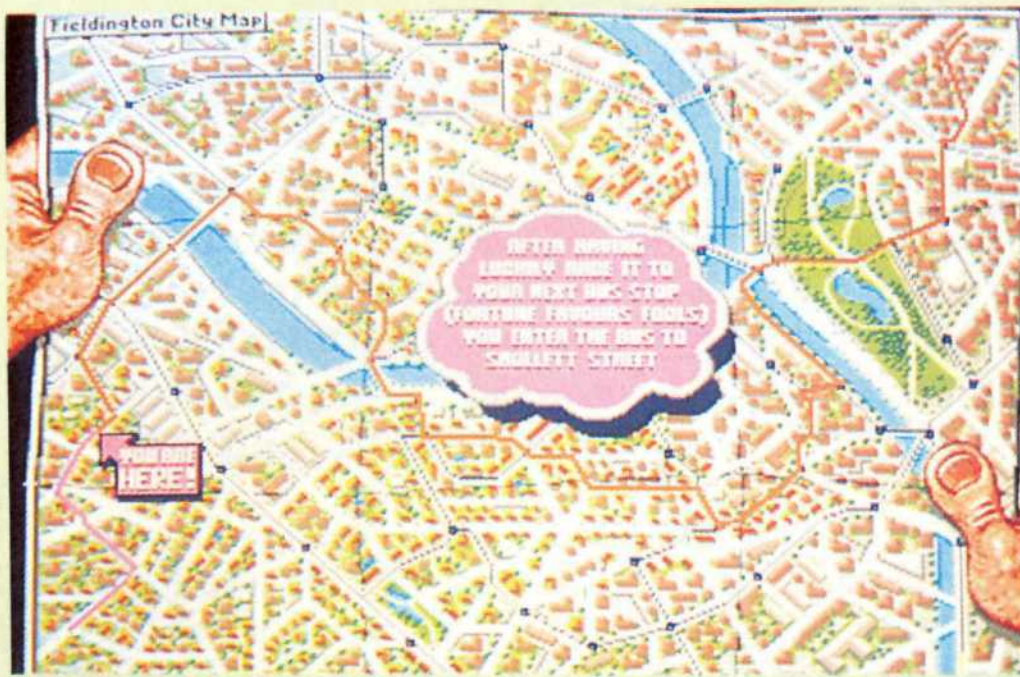 Fieldington City Map
AFTER HAVING
LUCKILY MADE IT TO
YOUR NEXT BUS STOP
(FORTUNE FAVOURS FOOLS)
YOU ENTER THE BUS TO
SMOLLETT STREET
YOU ARE
HERE!